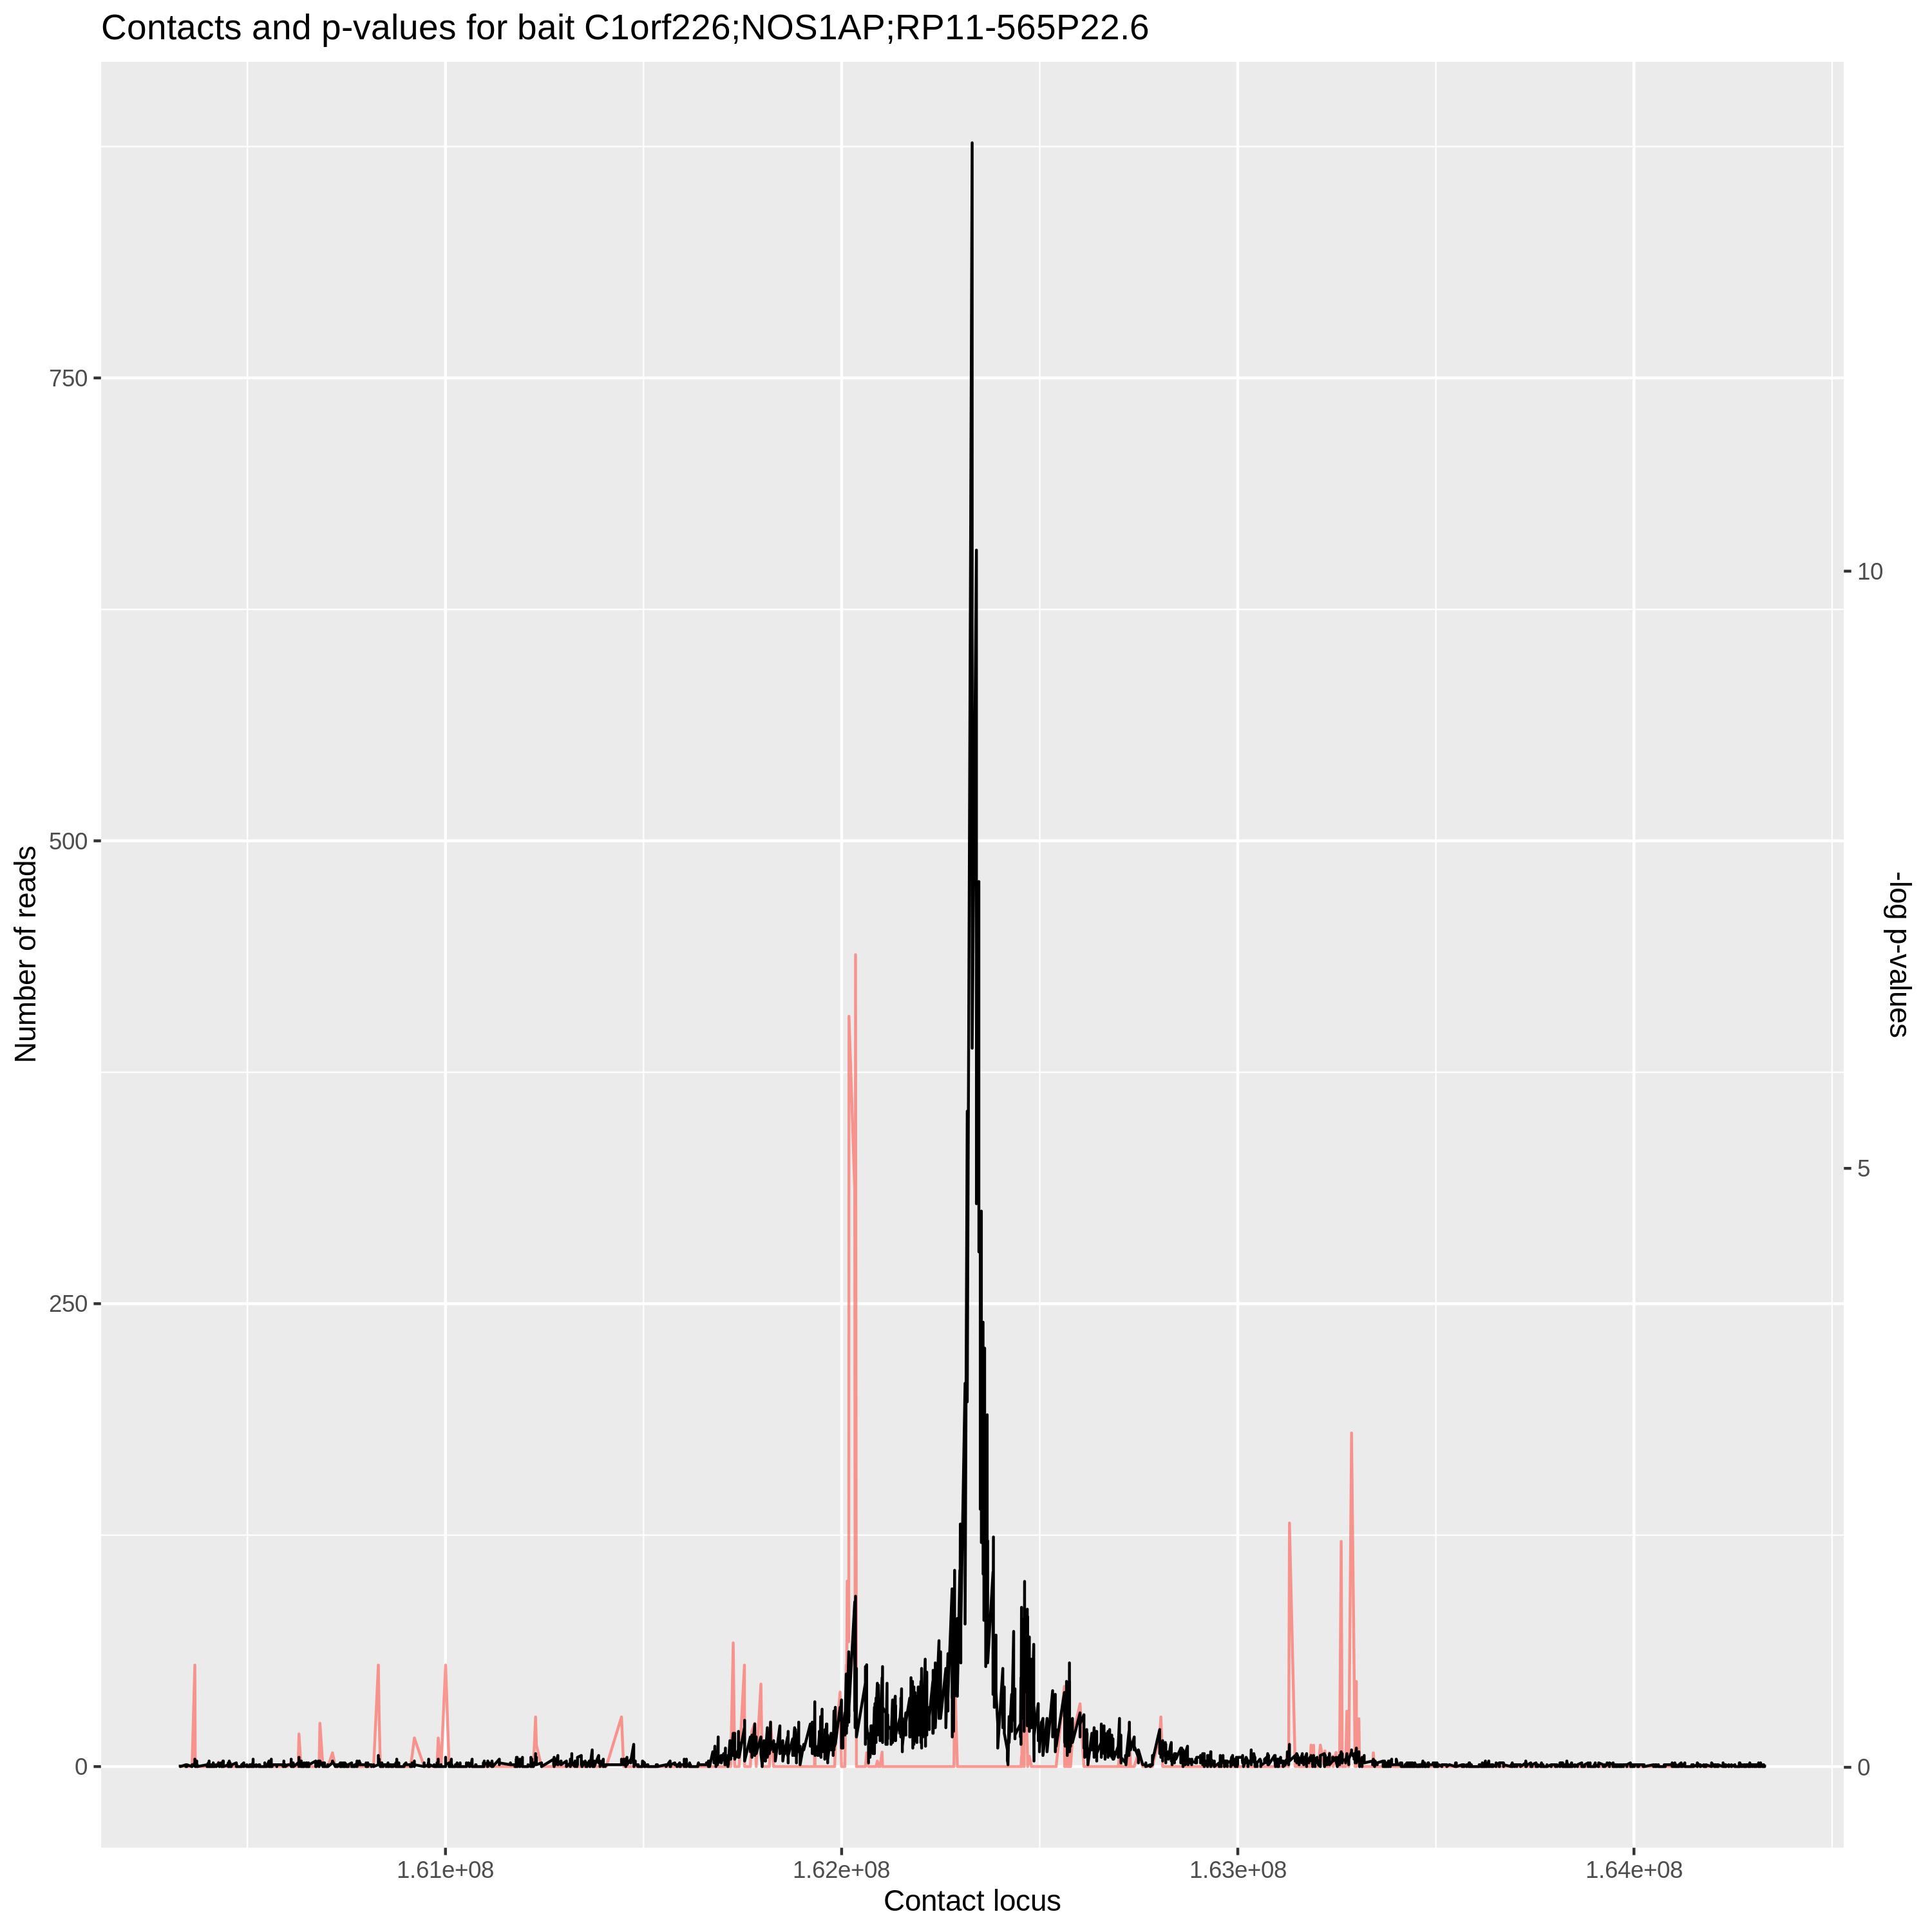 Contacts and p-values for bait C1orf226;NOS1AP;RP11-565P22.6
750
500
250
0
Number of reads
10
5
0
-log p-values
1.61e+08
1.62e+08
1.63e+08
1.64e+08
Contact locus